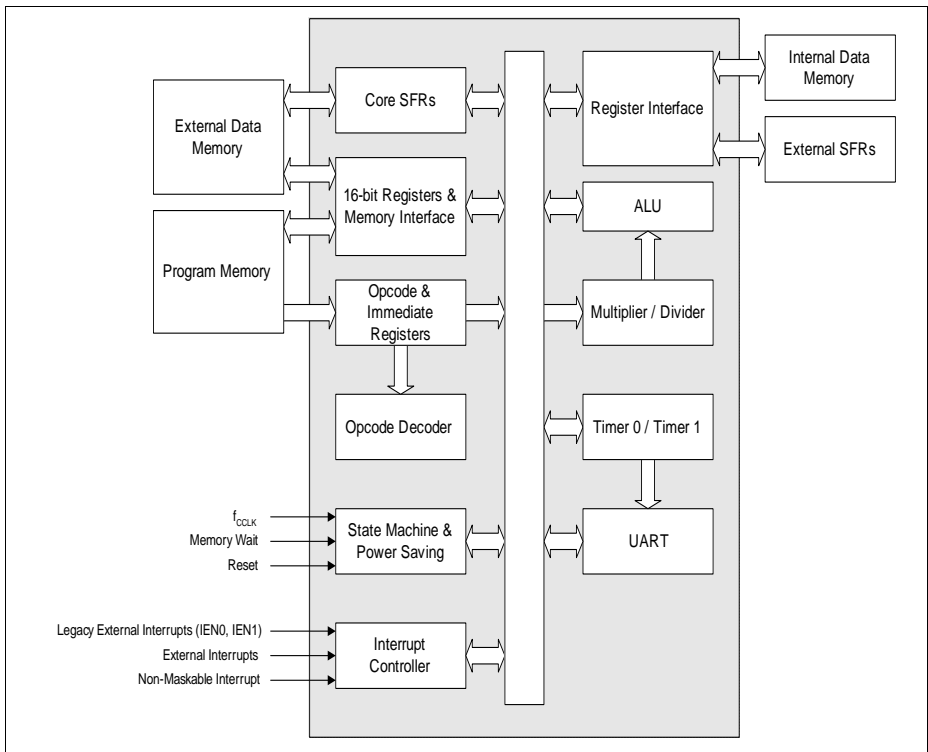 Core SFRs
Register Interface
Internal Data
Memory
External Data
Memory
External SFRs
16-bit Registers &
Memory Interface
ALU
Program Memory
Opcode &
Immediate
Registers
Multiplier / Divider
Opcode Decoder
Timer 0 / Timer 1
fCCLK
Memory Wait
Reset
State Machine &
Power Saving
UART
Legacy External Interrupts (IEN0, IEN1)
External Interrupts
Non-Maskable Interrupt
Interrupt
Controller